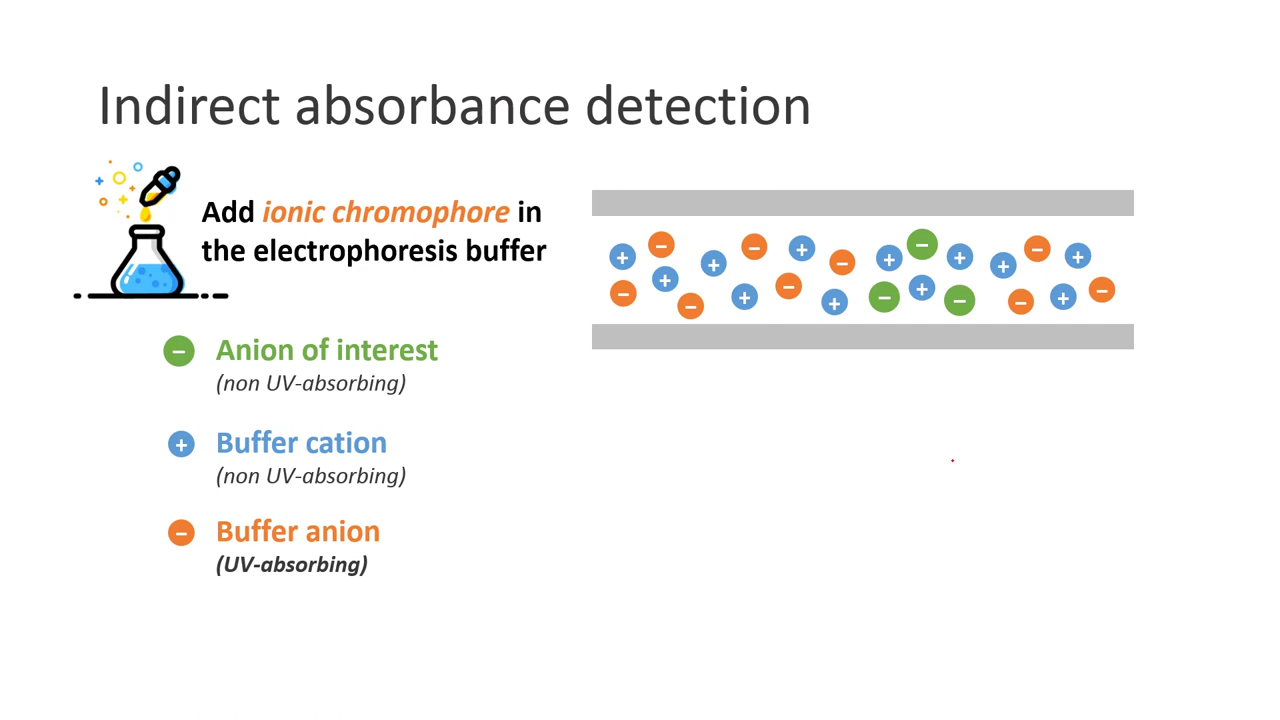 Indirect absorbance detection
Add ionic chromophore in
the electrophoresis buffer
Anion of interest
(non UV-absorbing)
Buffer cation
(non UV-absorbing)
Buffer anion
(UV-absorbing)